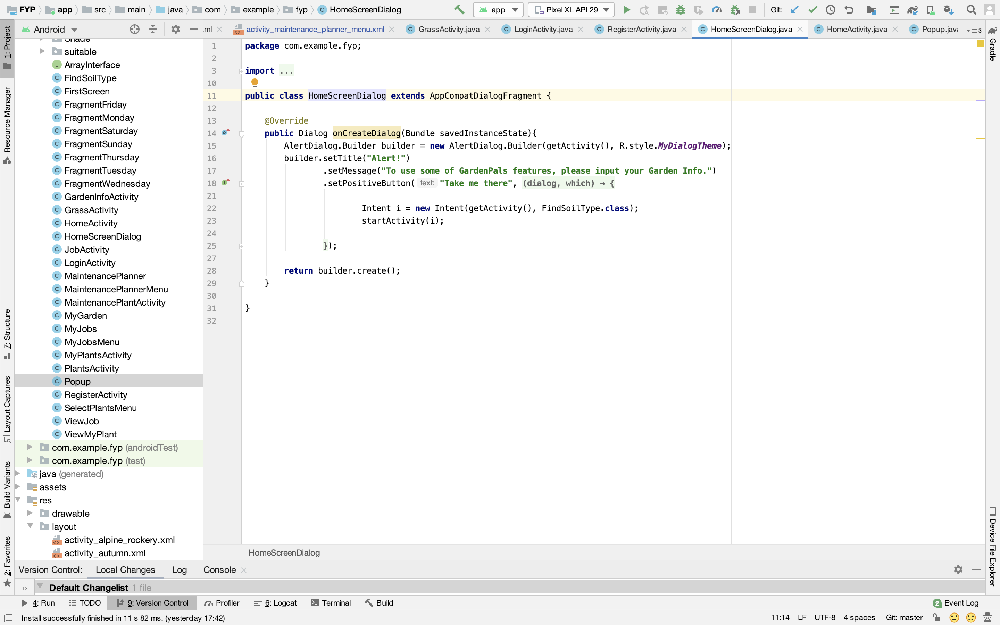 FYP app src main java com example fyp HomeScreenDialog app Pixel XL API 29 Git:
Android
.ml activity_maintenance_planner_menu.xml GrassActivity.java LoginActivity.java RegisterActivity.java HomeScreenDialog.java HomeActivity.java Popup.java 3
1: Project
Resource Manager
7: Structure
Layout Captures
Build Variants
2: Favorites
Shade
suitable
ArrayInterface
FindSoilType
FirstScreen
FragmentFriday
FragmentMonday
FragmentSaturday
FragmentSunday
FragmentThursday
FragmentTuesday
FragmentWednesday
GardenInfoActivity
GrassActivity
HomeActivity
HomeScreenDialog
JobActivity
LoginActivity
MaintenancePlanner
MaintenancePlannerMenu
MaintenancePlantActivity
MyGarden
MyJobs
MyJobsMenu
MyPlantsActivity
PlantsActivity
Popup
RegisterActivity
SelectPlantsMenu
ViewJob
ViewMyPlant
com.example.fyp (androidTest)
com.example.fyp (test)
java (generated)
assets
res
drawable
layout
activity_alpine_rockery.xml
activity_autumn.xml
1 package com.example.fyp;
2
3 import ...
10
11 public class HomeScreenDialog extends AppCompatDialogFragment {
12
13 @Override
14 public Dialog onCreateDialog(Bundle savedInstanceState){
15 AlertDialog.Builder builder = new AlertDialog.Builder(getActivity(), R.style.MyDialogTheme);
16 builder.setTitle("Alert!")
17 .setMessage("To use some of GardenPals features, please input your Garden Info.")
18 .setPositiveButton( text: "Take me there", (dialog, which) → {
21
22 Intent i = new Intent(getActivity(), FindSoilType.class);
23 startActivity(i);
24
25 });
27
28 return builder.create();
29 }
30
31 }
32
HomeScreenDialog
Gradle
Device File Explorer
Version Control: Local Changes Log Console
›› Default Changelist 1 file
4: Run TODO 9: Version Control Profiler 6: Logcat Terminal Build 2 Event Log
Install successfully finished in 11 s 82 ms. (yesterday 17:42) 11:14 LF UTF-8 4 spaces Git: master